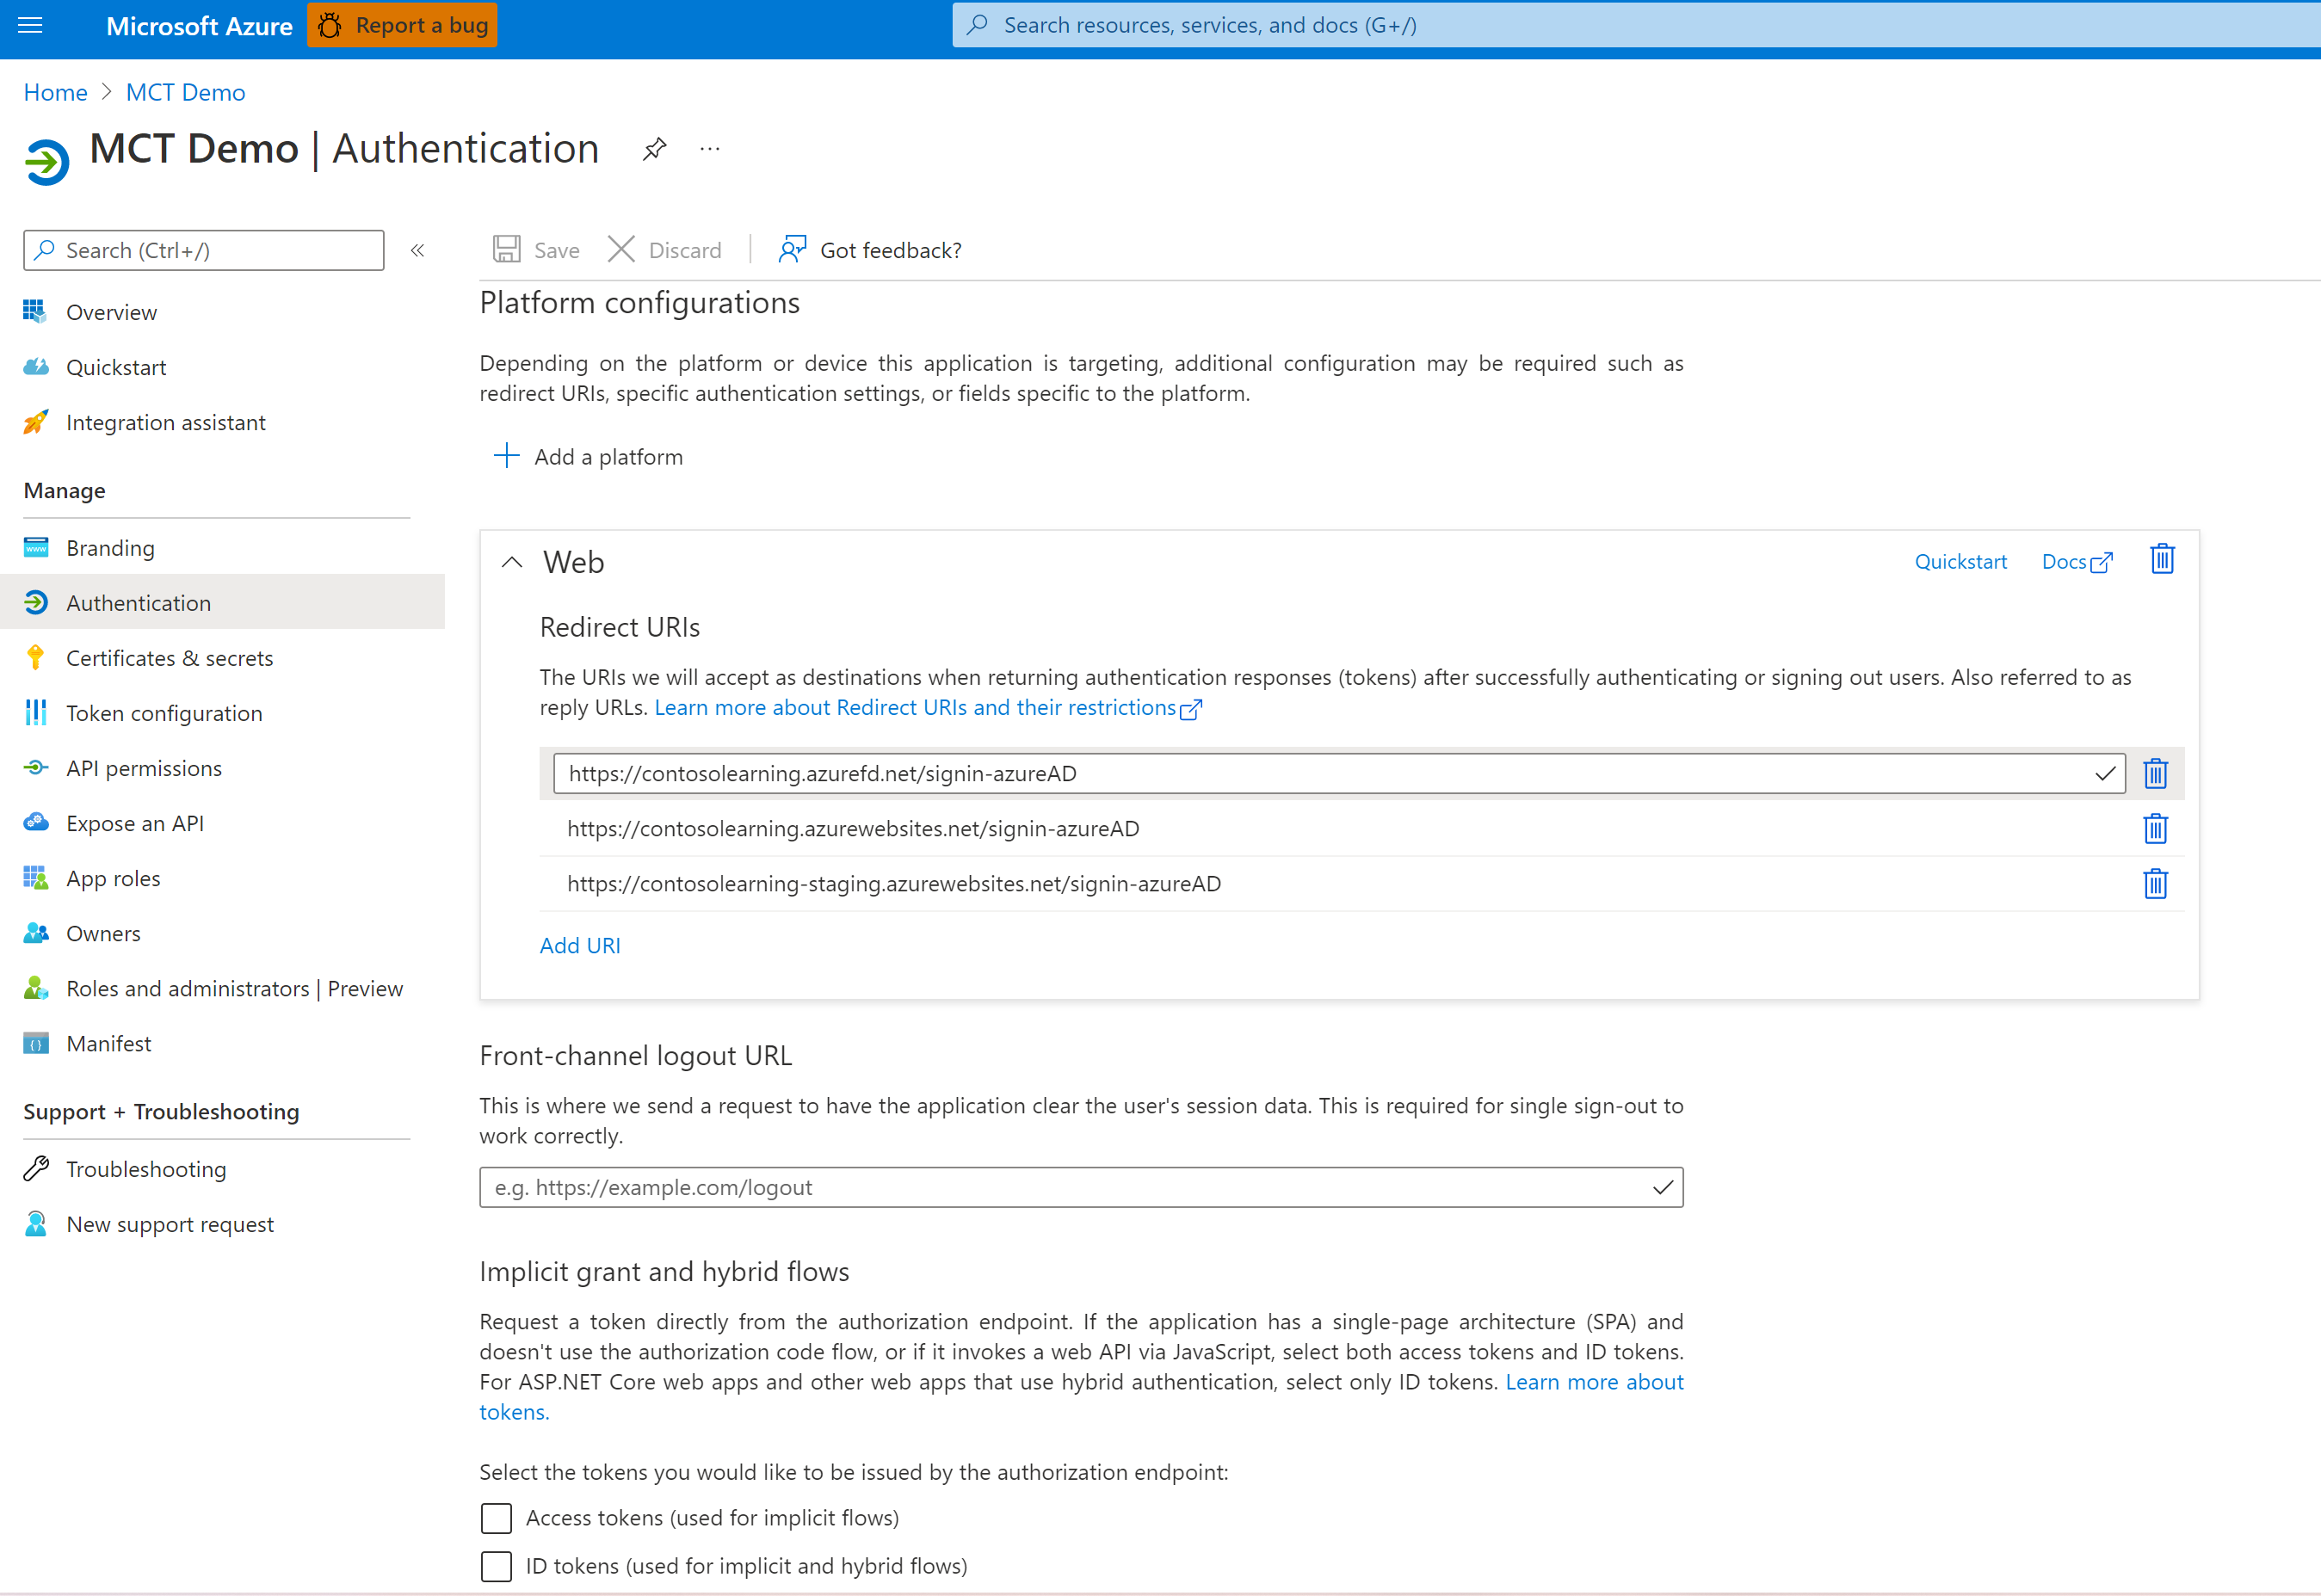 Microsoft Azure
Report a bug
Search resources, services, and docs (G+/)
Home > MCT Demo
MCT Demo | Authentication
Search (Ctrl+/)
Save
Discard
Got feedback?
Overview
Quickstart
Integration assistant
Manage
Branding
Authentication
Certificates & secrets
Token configuration
API permissions
Expose an API
App roles
Owners
Roles and administrators | Preview
Manifest
Support + Troubleshooting
Troubleshooting
New support request
Platform configurations
Depending on the platform or device this application is targeting, additional configuration may be required such as
redirect URIs, specific authentication settings, or fields specific to the platform.
Add a platform
Web
Quickstart
Docs
Redirect URIs
The URIs we will accept as destinations when returning authentication responses (tokens) after successfully authenticating or signing out users. Also referred to as
reply URLs. Learn more about Redirect URIs and their restrictions
https://contosolearning.azurefd.net/signin-azureAD
https://contosolearning.azurewebsites.net/signin-azureAD
https://contosolearning-staging.azurewebsites.net/signin-azureAD
Add URI
Front-channel logout URL
This is where we send a request to have the application clear the user's session data. This is required for single sign-out to
work correctly.
e.g. https://example.com/logout
Implicit grant and hybrid flows
Request a token directly from the authorization endpoint. If the application has a single-page architecture (SPA) and
doesn't use the authorization code flow, or if it invokes a web API via JavaScript, select both access tokens and ID tokens.
For ASP.NET Core web apps and other web apps that use hybrid authentication, select only ID tokens. Learn more about
tokens.
Select the tokens you would like to be issued by the authorization endpoint:
Access tokens (used for implicit flows)
ID tokens (used for implicit and hybrid flows)